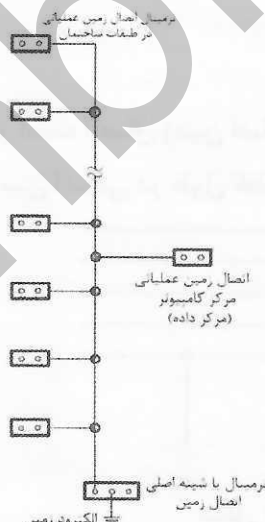 ترمینال اتصال زمین عملیاتی
در طبقات ساختمان
اتصال زمین عملیاتی
مرکز کامپیوتر
(مرکز داده)
ترمینال یا شینه اصلی
اتصال زمین
الکترود زمین